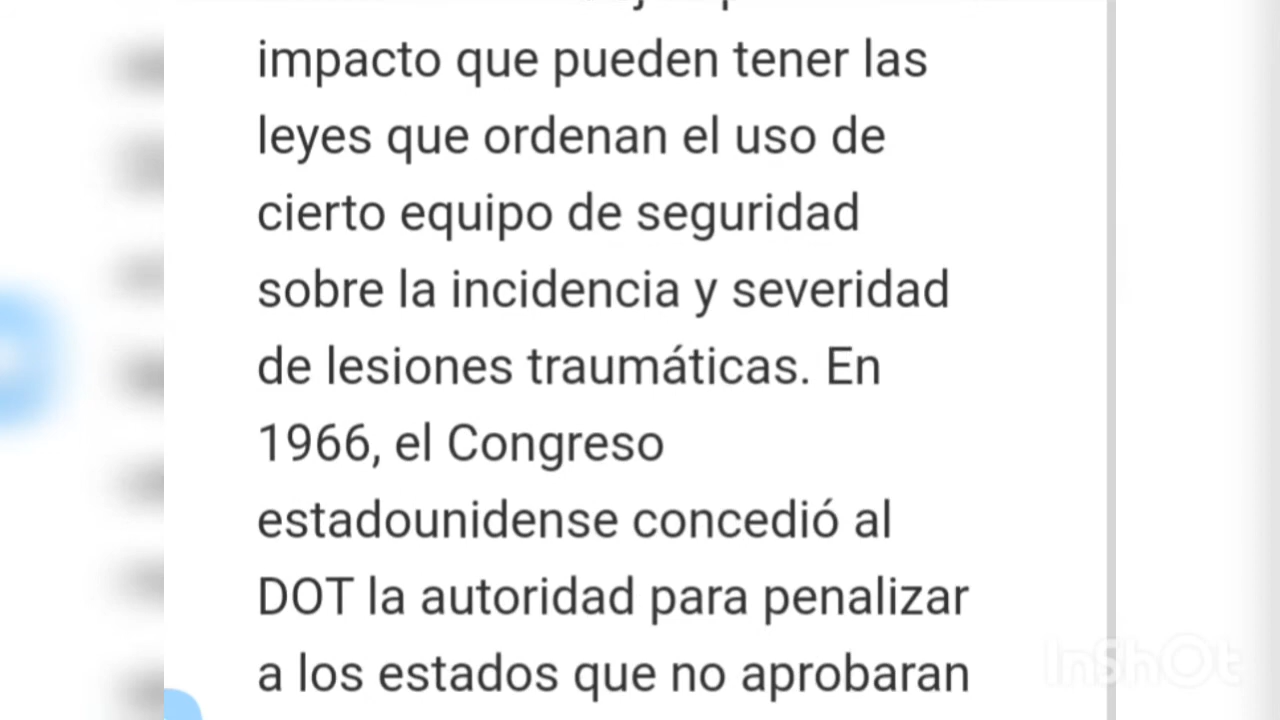 impacto que pueden tener las
leyes que ordenan el uso de
cierto equipo de seguridad
sobre la incidencia y severidad
de lesiones traumáticas. En
1966, el Congreso
estadounidense concedió al
DOT la autoridad para penalizar
a los estados que no aprobaran
InShOt